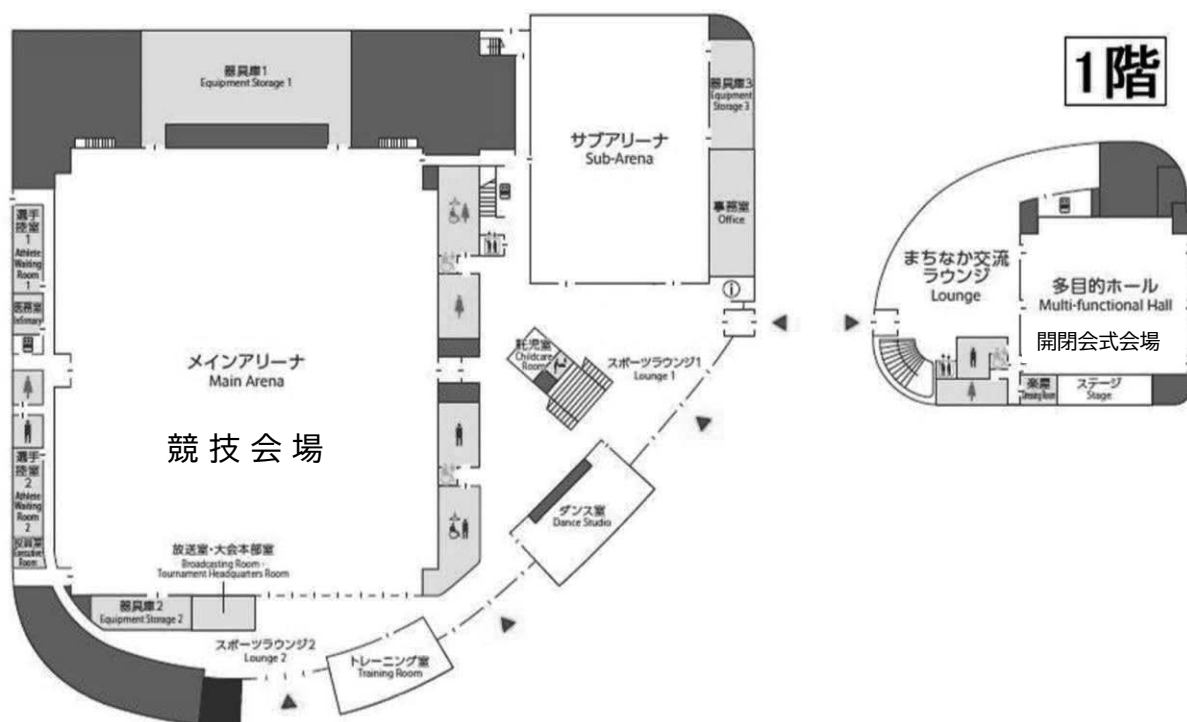 1階
器具庫1
Equipment Storage 1
器具庫3
Equipment
Storage 3
サブアリーナ
Sub-Arena
事務室
Office
選手
控室
1
Athlete
Waiting
Room
1
医務室
Infirmary
メインアリーナ
Main Arena
競技会場
選手
控室
2
Athlete
Waiting
Room
2
役員室
Executive
Room
放送室・大会本部室
Broadcasting Room・
Tournament Headquarters Room
器具庫2
Equipment Storage 2
託児室
Childcare
Room
スポーツラウンジ1
Lounge 1
ダンス室
Dance Studio
スポーツラウンジ2
Lounge 2
トレーニング室
Training Room
まちなか交流
ラウンジ
Lounge
多目的ホール
Multi-functional Hall
開閉会式会場
楽屋
Dressing Room
ステージ
Stage